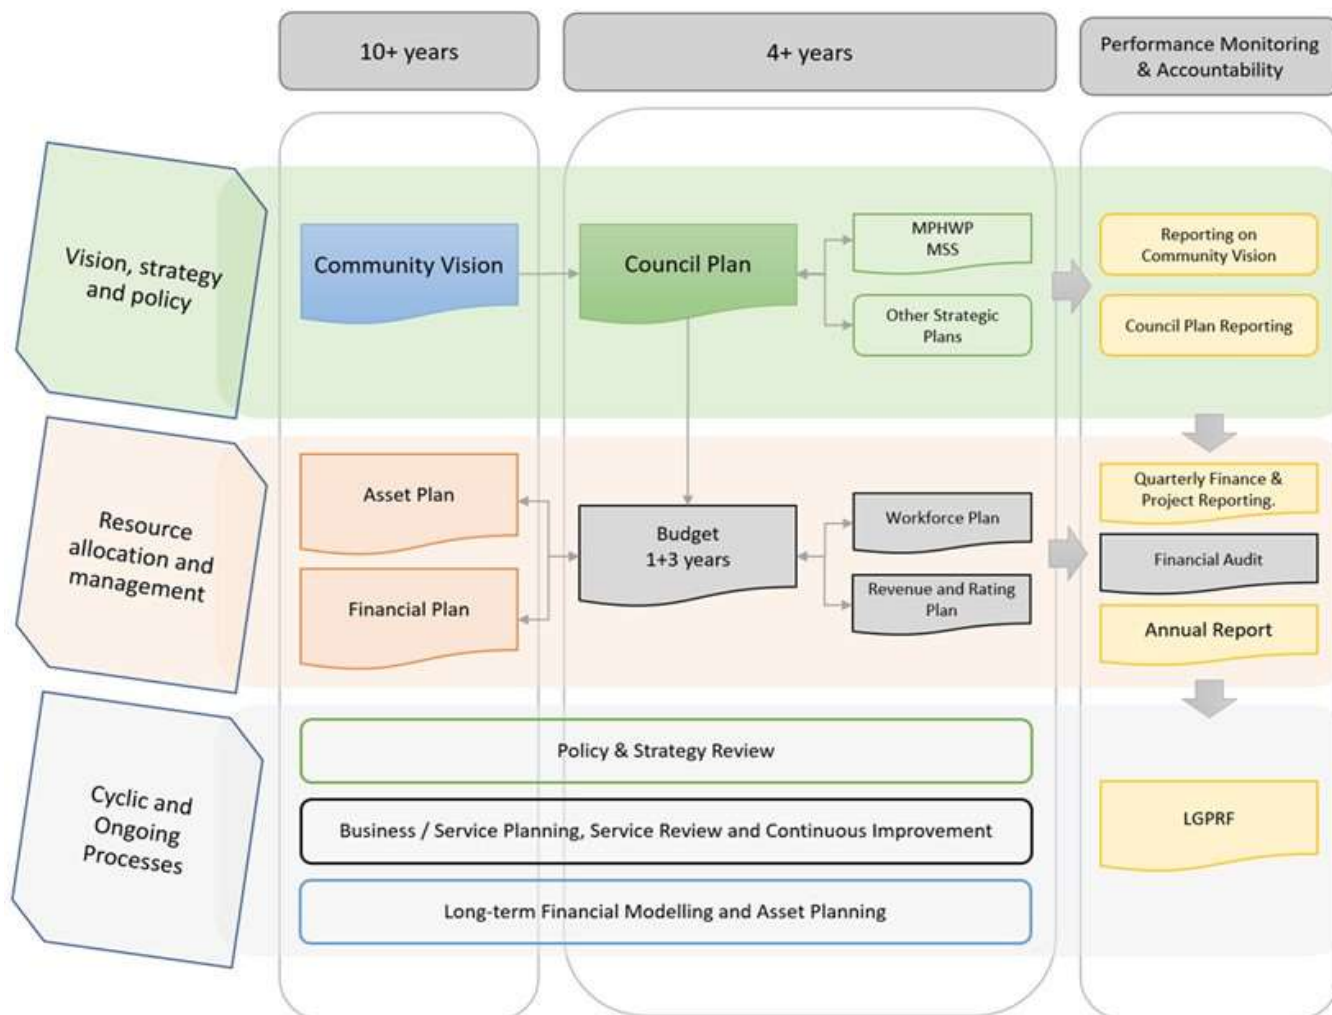 10+ years
4+ years
Performance Monitoring
& Accountability
Vision, strategy
and policy
Community Vision
Council Plan
MPHWP
MSS
Other Strategic
Plans
Reporting on
Community Vision
Council Plan Reporting
Resource
allocation and
management
Asset Plan
Financial Plan
Budget
1+3 years
Workforce Plan
Revenue and Rating
Plan
Quarterly Finance &
Project Reporting.
Financial Audit
Annual Report
Cyclic and
Ongoing
Processes
Policy & Strategy Review
Business / Service Planning, Service Review and Continuous Improvement
Long-term Financial Modelling and Asset Planning
LGPRF